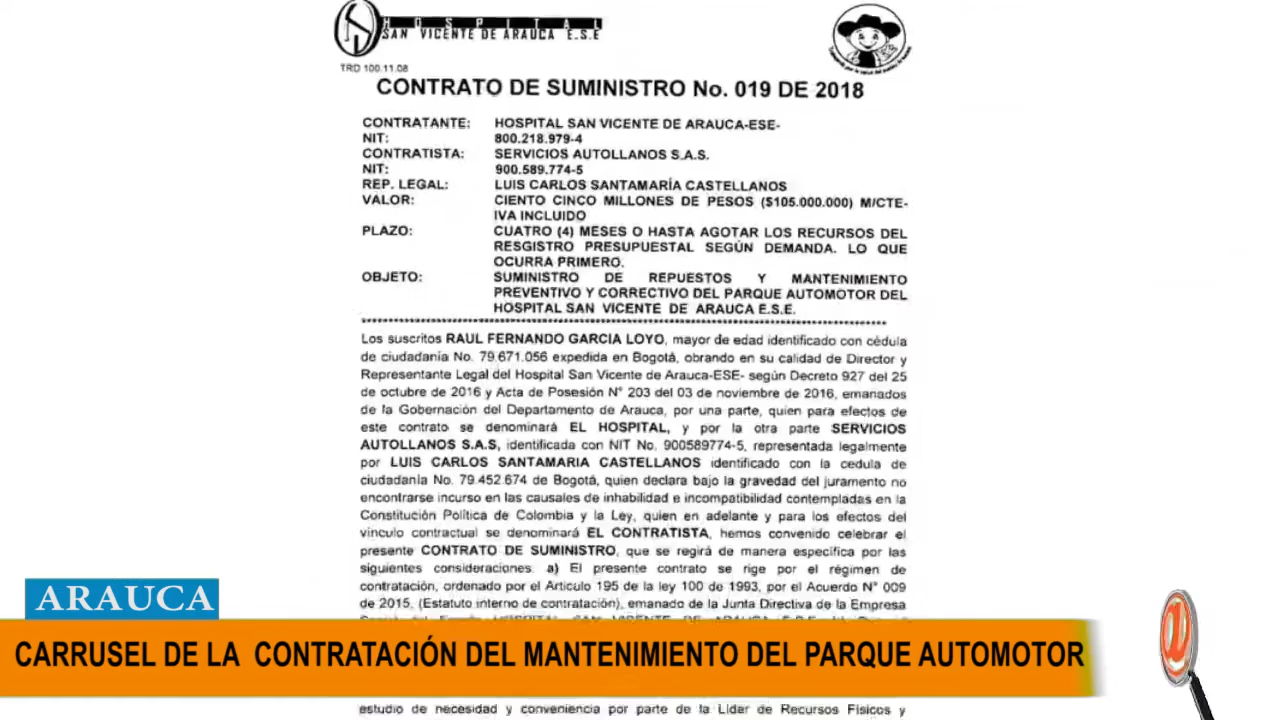 HOSPITAL
SAN VICENTE DE ARAUCA E.S.E
TRD 100.11.08
CONTRATO DE SUMINISTRO No. 019 DE 2018
CONTRATANTE: HOSPITAL SAN VICENTE DE ARAUCA-ESE-
NIT: 800.218.979-4
CONTRATISTA: SERVICIOS AUTOLLANOS S.A.S.
NIT: 900.589.774-5
REP. LEGAL: LUIS CARLOS SANTAMARÍA CASTELLANOS
VALOR: CIENTO CINCO MILLONES DE PESOS ($105.000.000) M/CTE-
IVA INCLUIDO
PLAZO: CUATRO (4) MESES O HASTA AGOTAR LOS RECURSOS DEL
RESGISTRO PRESUPUESTAL SEGÚN DEMANDA. LO QUE
OCURRA PRIMERO.
OBJETO: SUMINISTRO DE REPUESTOS Y MANTENIMIENTO
PREVENTIVO Y CORRECTIVO DEL PARQUE AUTOMOTOR DEL
HOSPITAL SAN VICENTE DE ARAUCA E.S.E.
Los suscritos RAUL FERNANDO GARCIA LOYO, mayor de edad identificado con cédula
de ciudadanía No. 79.671.056 expedida en Bogotá, obrando en su calidad de Director y
Representante Legal del Hospital San Vicente de Arauca-ESE- según Decreto 927 del 25
de octubre de 2016 y Acta de Posesión N° 203 del 03 de noviembre de 2016, emanados
de la Gobernación del Departamento de Arauca, por una parte, quien para efectos de
este contrato se denominará EL HOSPITAL, y por la otra parte SERVICIOS
AUTOLLANOS S.A.S, identificada con NIT No. 900589774-5, representada legalmente
por LUIS CARLOS SANTAMARIA CASTELLANOS identificado con la cedula de
ciudadanía No. 79.452.674 de Bogotá, quien declara bajo la gravedad del juramento no
encontrarse incurso en las causales de inhabilidad e incompatibilidad contempladas en la
Constitución Política de Colombia y la Ley, quien en adelante y para los efectos del
vínculo contractual se denominará EL CONTRATISTA, hemos convenido celebrar el
presente CONTRATO DE SUMINISTRO, que se regirá de manera específica por las
siguientes consideraciones: a) El presente contrato se rige por el régimen de
contratación, ordenado por el Articulo 195 de la ley 100 de 1993, por el Acuerdo N° 009
de 2015, (Estatuto interno de contratación), emanado de la Junta Directiva de la Empresa
ARAUCA
CARRUSEL DE LA CONTRATACIÓN DEL MANTENIMIENTO DEL PARQUE AUTOMOTOR
estudio de necesidad y conveniencia por parte de la Líder de Recursos Físicos y